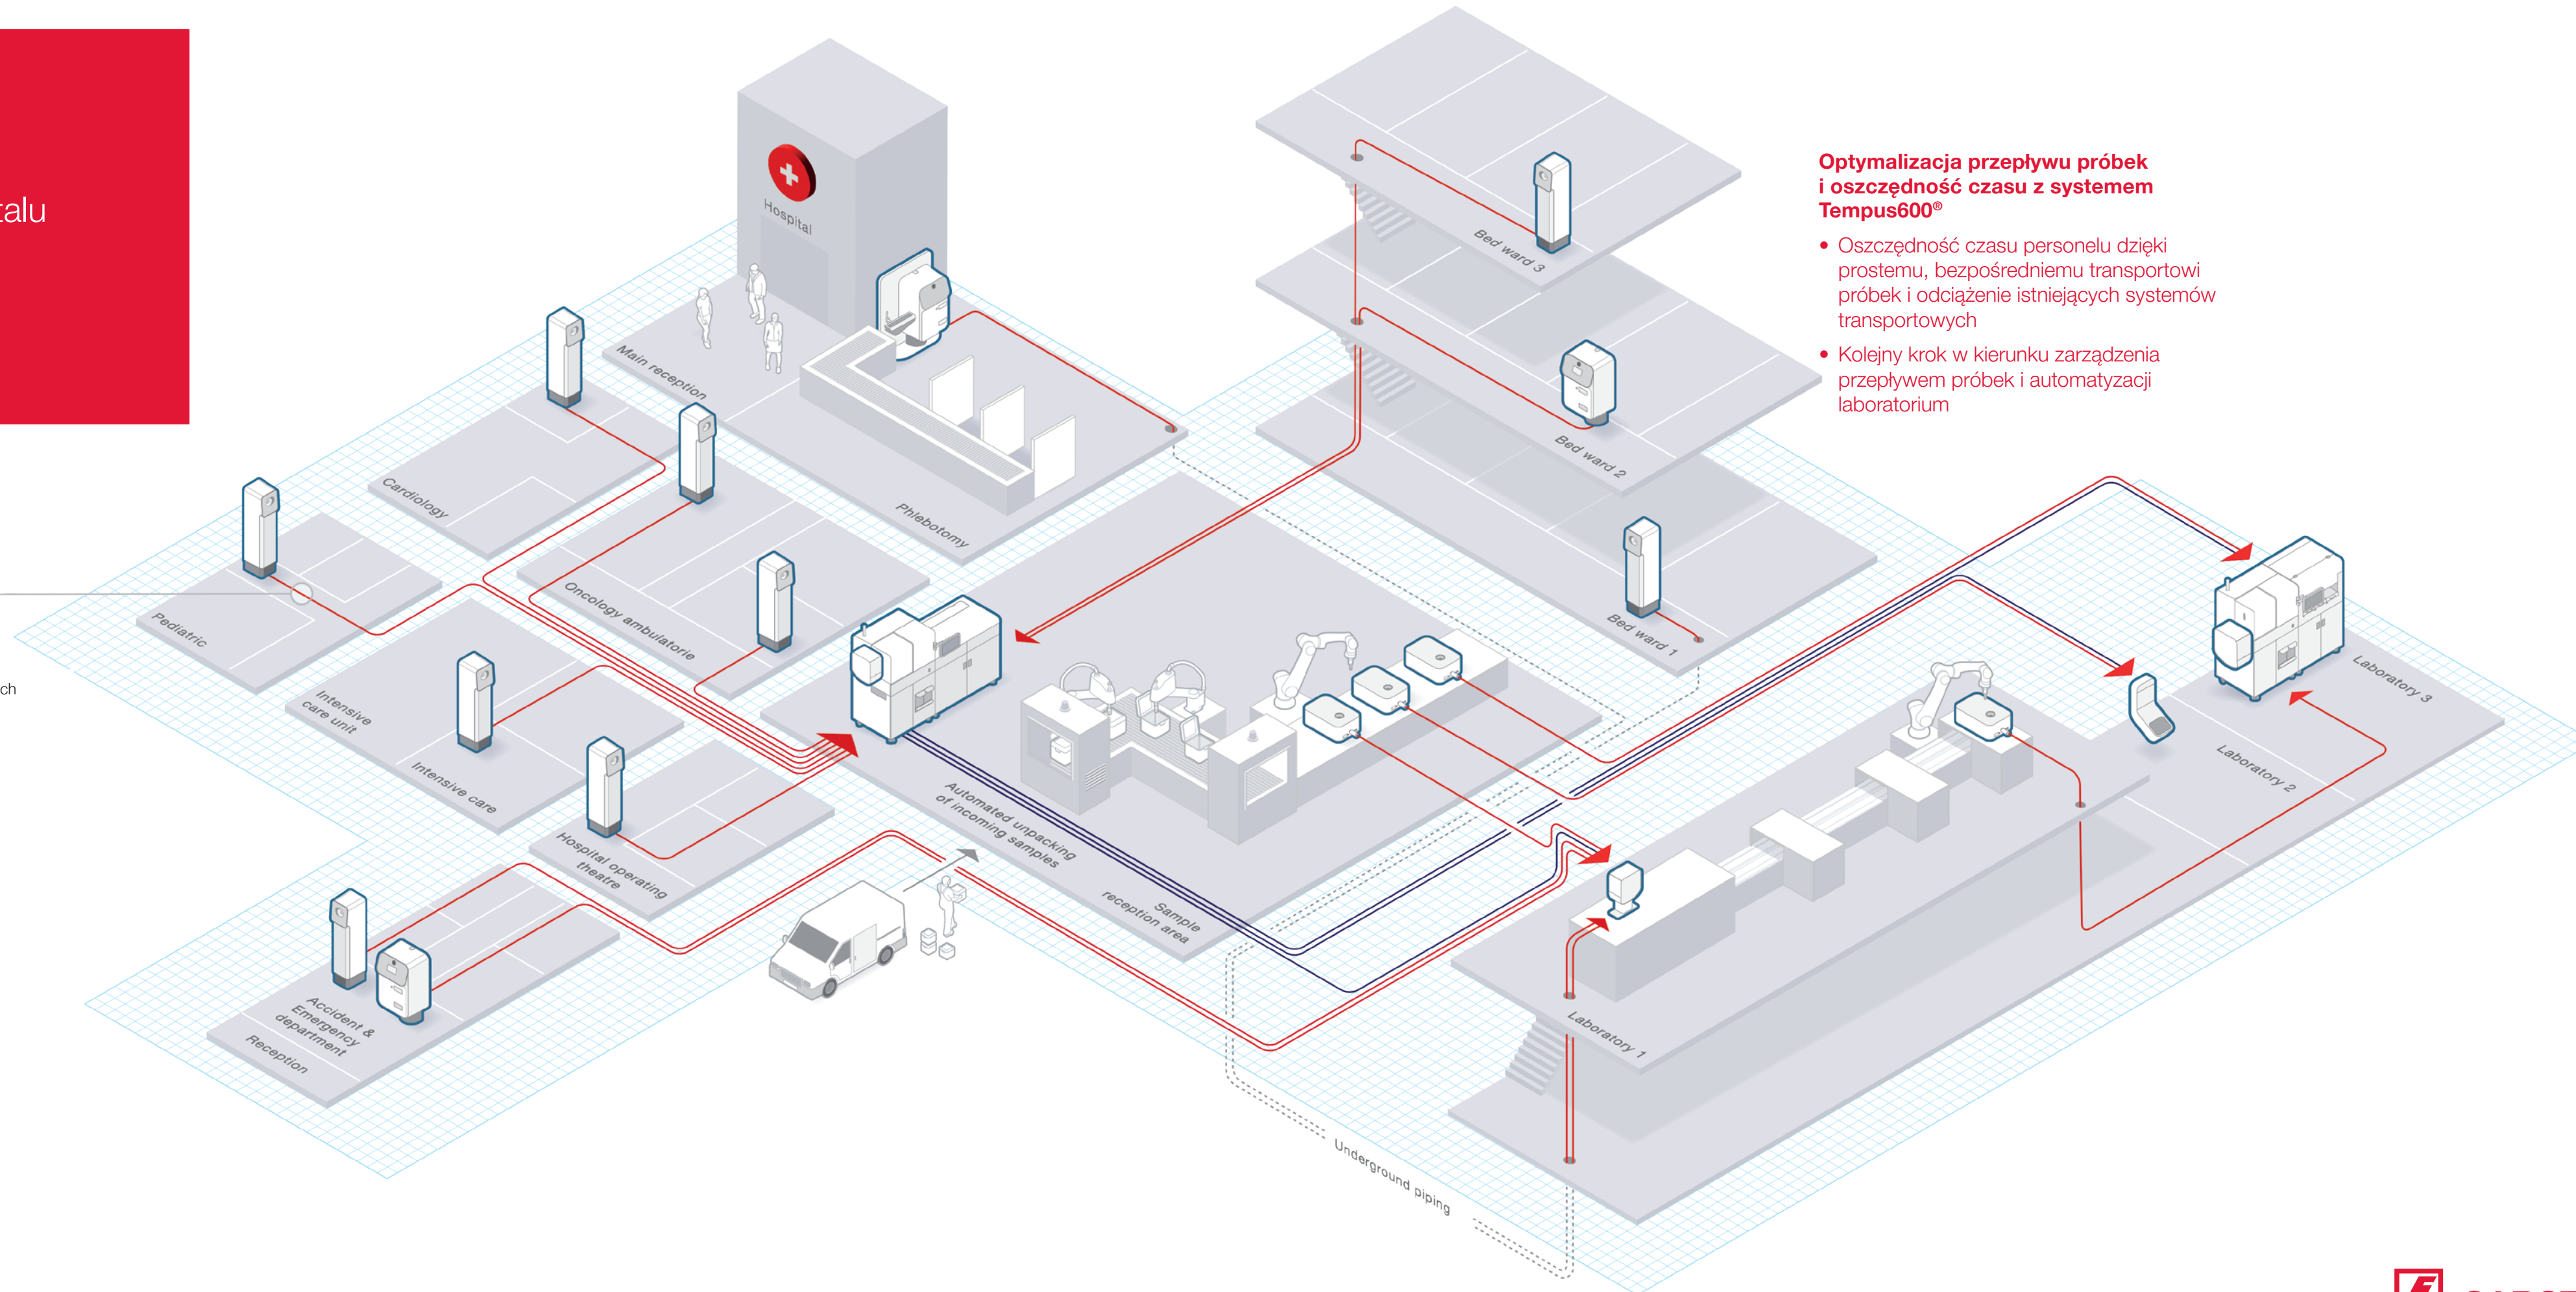 talu
ch
Hospital
Main reception
Phlebotomy
Cardiology
Oncology ambulatorie
Pediatric
Intensive
care unit
Intensive care
Hospital operating
theatre
Accident &
Emergency
department
Reception
Automated unpacking
of incoming samples
Sample
reception area
Bed ward 3
Bed ward 2
Bed ward 1
Optymalizacja przepływu próbek
i oszczędność czasu z systemem
Tempus600®
• Oszczędność czasu personelu dzięki
prostemu, bezpośredniemu transportowi
próbek i odciążenie istniejących systemów
transportowych
• Kolejny krok w kierunku zarządzenia
przepływem próbek i automatyzacji
laboratorium
Laboratory 3
Laboratory 2
Laboratory 1
Underground piping